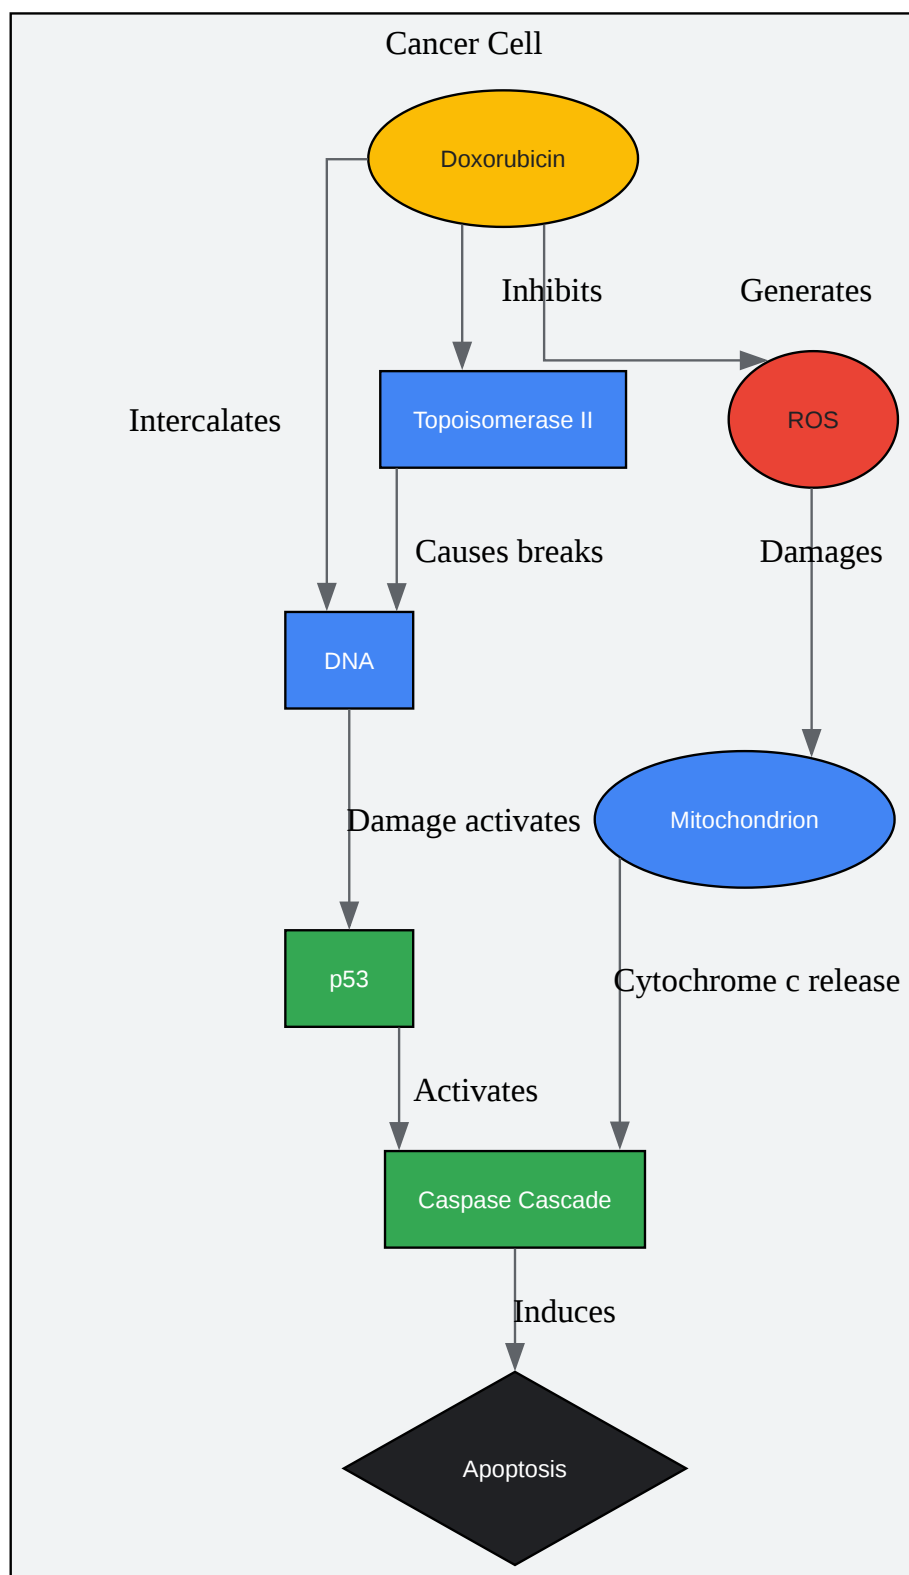 Cancer Cell
Doxorubicin
Inhibits
Generates
Intercalates
Topoisomerase II
ROS
Causes breaks
Damages
DNA
Damage activates
Mitochondrion
p53
Cytochrome c release
Activates
Caspase Cascade
Induces
Apoptosis